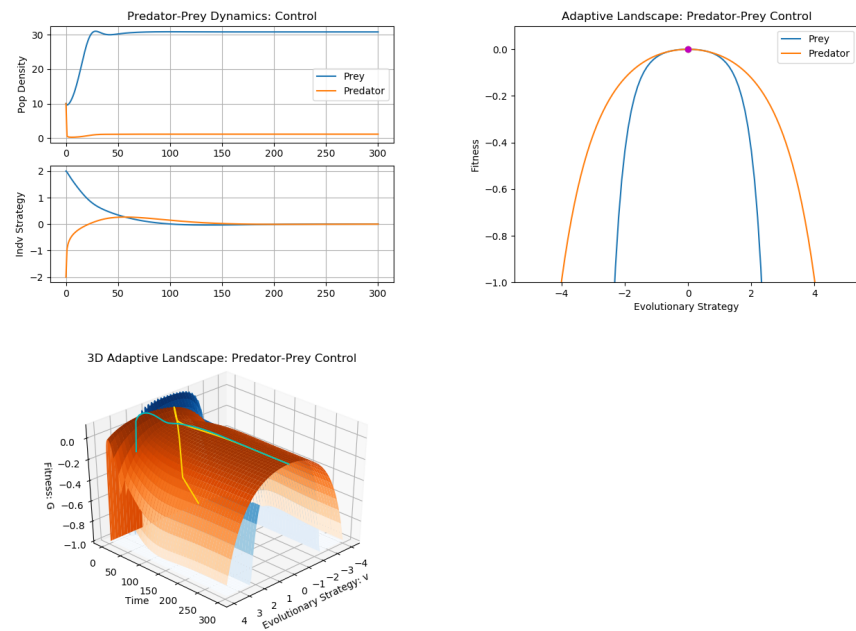 Predator-Prey Dynamics: Control
30
20
10
0
Pop Density
Prey
Predator
0 50 100 150 200 250 300
2
1
0
−1
−2
Indv Strategy
0 50 100 150 200 250 300
Adaptive Landscape: Predator-Prey Control
0.0
−0.2
−0.4
−0.6
−0.8
−1.0
Fitness
Prey
Predator
−4 −2 0 2 4
Evolutionary Strategy
3D Adaptive Landscape: Predator-Prey Control
0.0
−0.2
−0.4
−0.6
−0.8
−1.0
Fitness: G
0 50 100 150 200 250 300
Time
4 3 2 1 0 −1 −2 −3 −4
Evolutionary Strategy: v